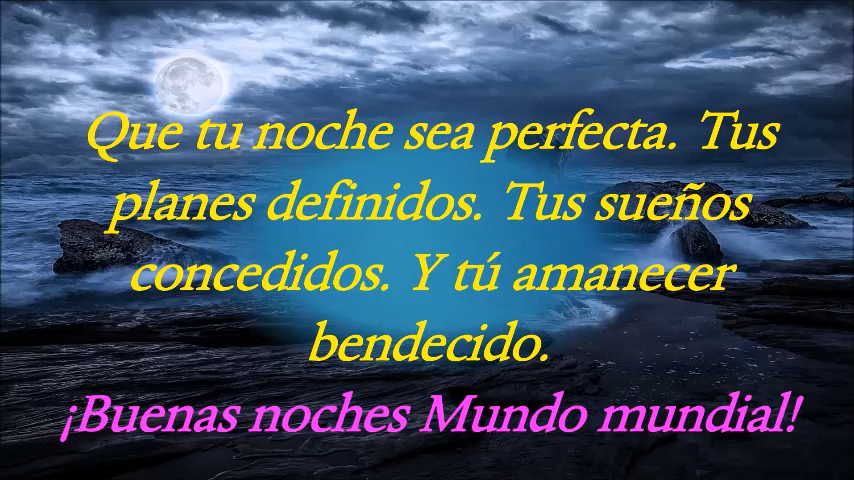 Que tu noche sea perfecta. Tus
planes definidos. Tus sueños
concedidos. Y tú amanecer
bendecido.
¡Buenas noches Mundo mundial!